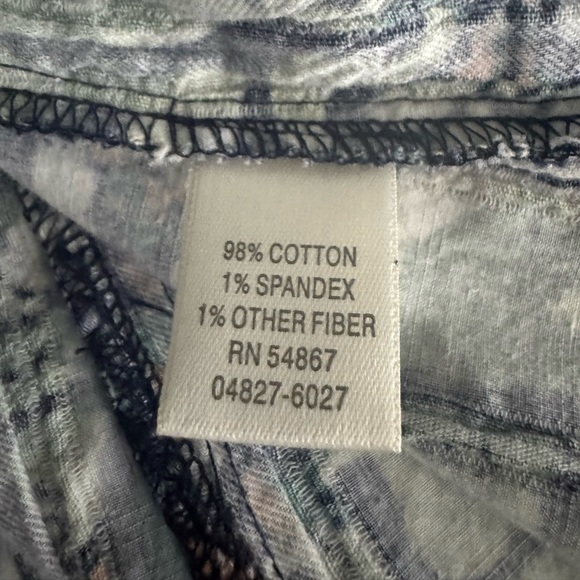 98% COTTON
1% SPANDEX
1% OTHER FIBER
RN 54867
04827-6027